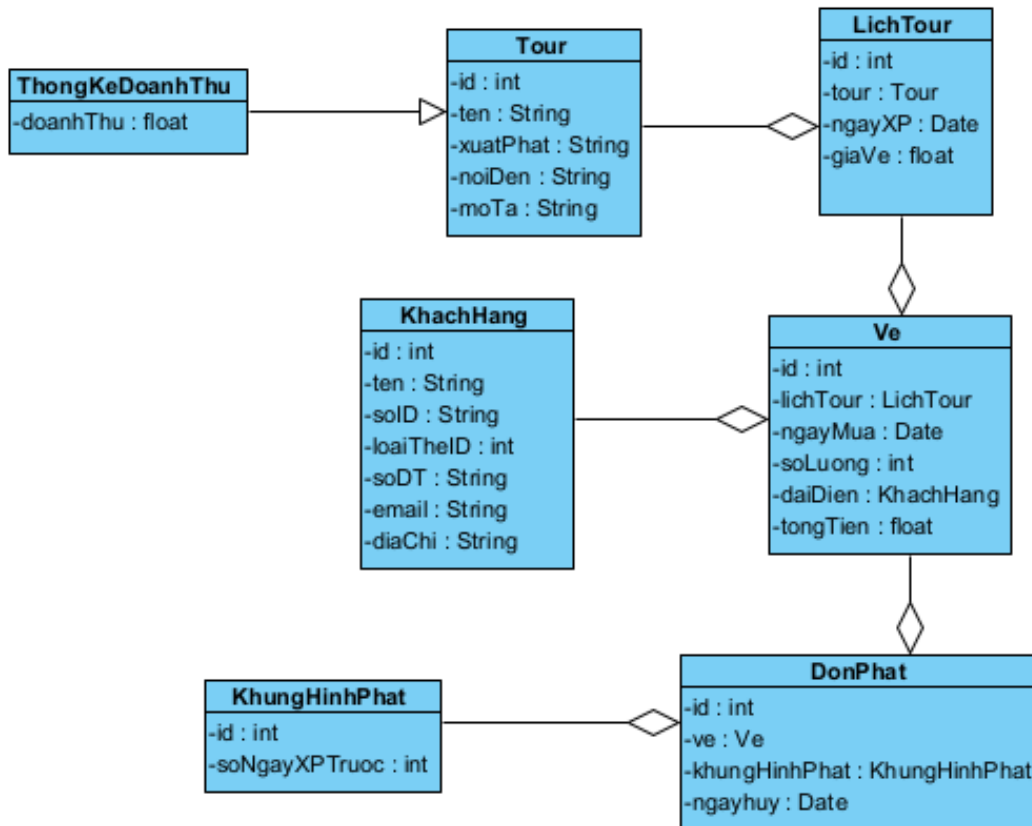 ThongKeDoanhThu
-doanhThu : float
Tour
-id : int
-ten : String
-xuatPhat : String
-noiDen : String
-moTa : String
LichTour
-id : int
-tour : Tour
-ngayXP : Date
-giaVe : float
KhachHang
-id : int
-ten : String
-soID : String
-loaiTheID : int
-soDT : String
-email : String
-diaChi : String
Ve
-id : int
-lichTour : LichTour
-ngayMua : Date
-soLuong : int
-daiDien : KhachHang
-tongTien : float
KhungHinhPhat
-id : int
-soNgayXPTruoc : int
DonPhat
-id : int
-ve : Ve
-khungHinhPhat : KhungHinhPhat
-ngayhuy : Date